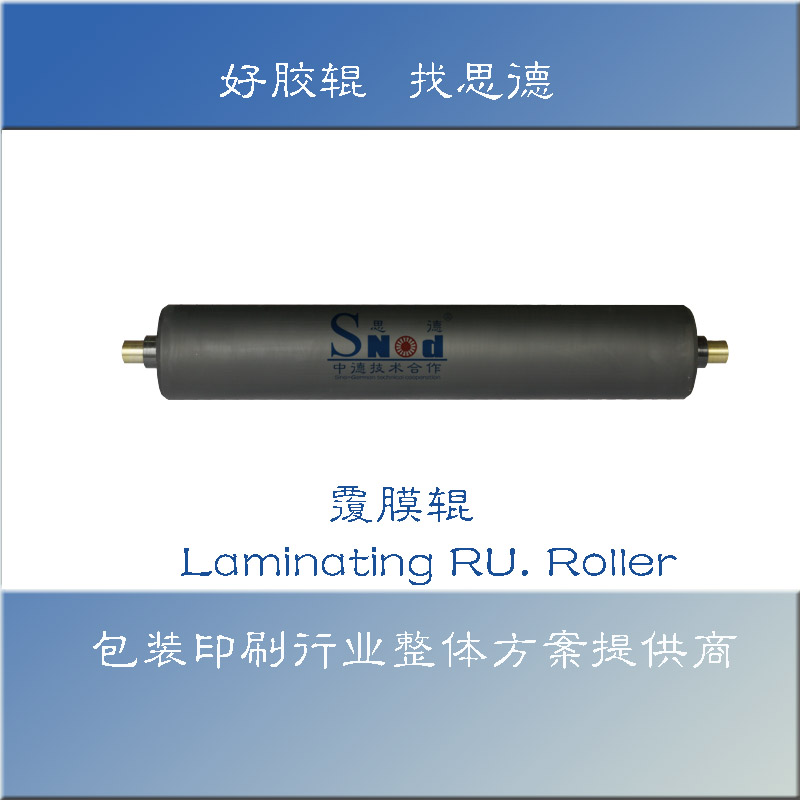 好胶辊 找思德
思 德
SNOd
中德技术合作
覆膜辊
Laminating RU. Roller
包装印刷行业整体方案提供商